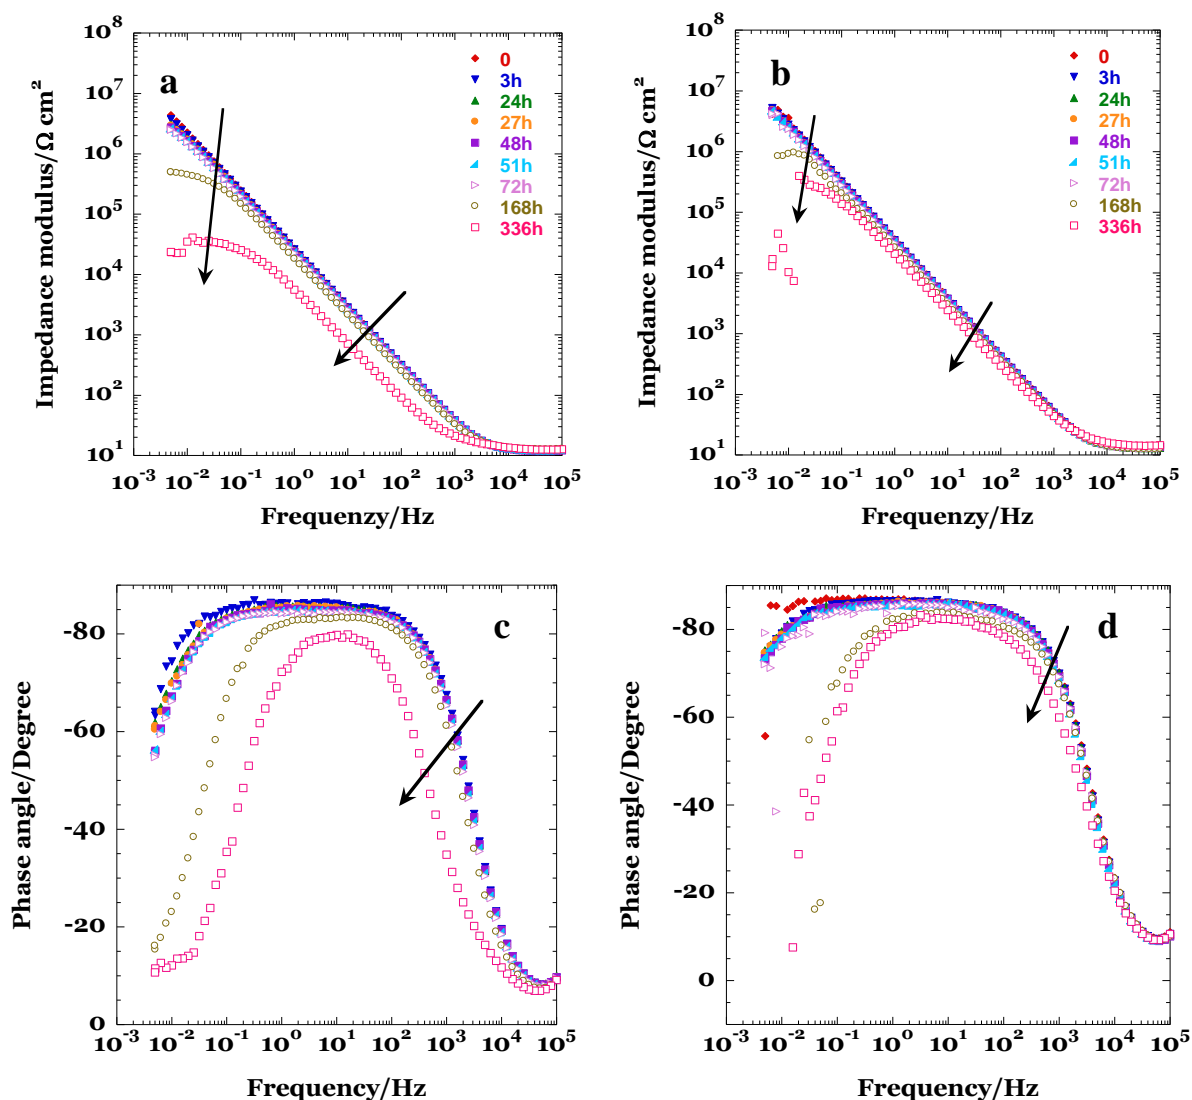 10⁸
10⁷
10⁶
10⁵
10⁴
10³
10²
10¹
Impedance modulus/Ω cm²
a
0
3h
24h
27h
48h
51h
72h
168h
336h
10⁻³ 10⁻² 10⁻¹ 10⁰ 10¹ 10² 10³ 10⁴ 10⁵
Frequenzy/Hz
10⁸
10⁷
10⁶
10⁵
10⁴
10³
10²
10¹
Impedance modulus/Ω cm²
b
0
3h
24h
27h
48h
51h
72h
168h
336h
10⁻³ 10⁻² 10⁻¹ 10⁰ 10¹ 10² 10³ 10⁴ 10⁵
Frequenzy/Hz
-80
-60
-40
-20
0
Phase angle/Degree
c
10⁻³ 10⁻² 10⁻¹ 10⁰ 10¹ 10² 10³ 10⁴ 10⁵
Frequency/Hz
-80
-60
-40
-20
0
Phase angle/Degree
d
10⁻³ 10⁻² 10⁻¹ 10⁰ 10¹ 10² 10³ 10⁴ 10⁵
Frequency/Hz